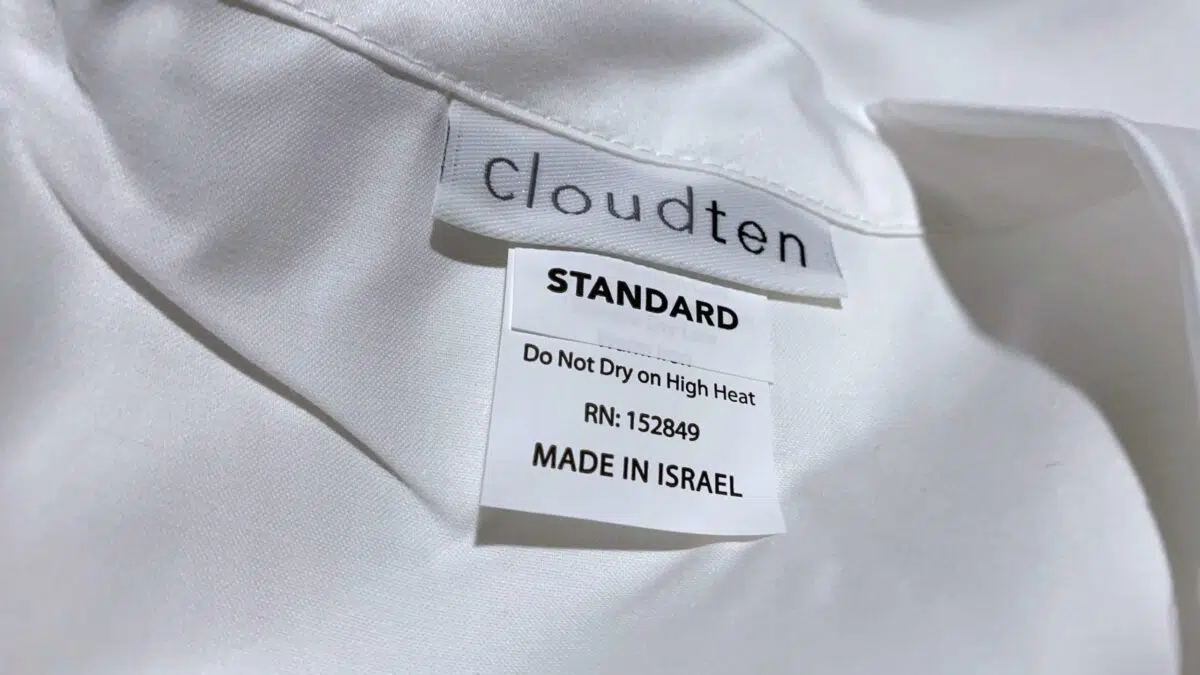 cloudten
STANDARD
Do Not Dry on High Heat
RN: 152849
MADE IN ISRAEL